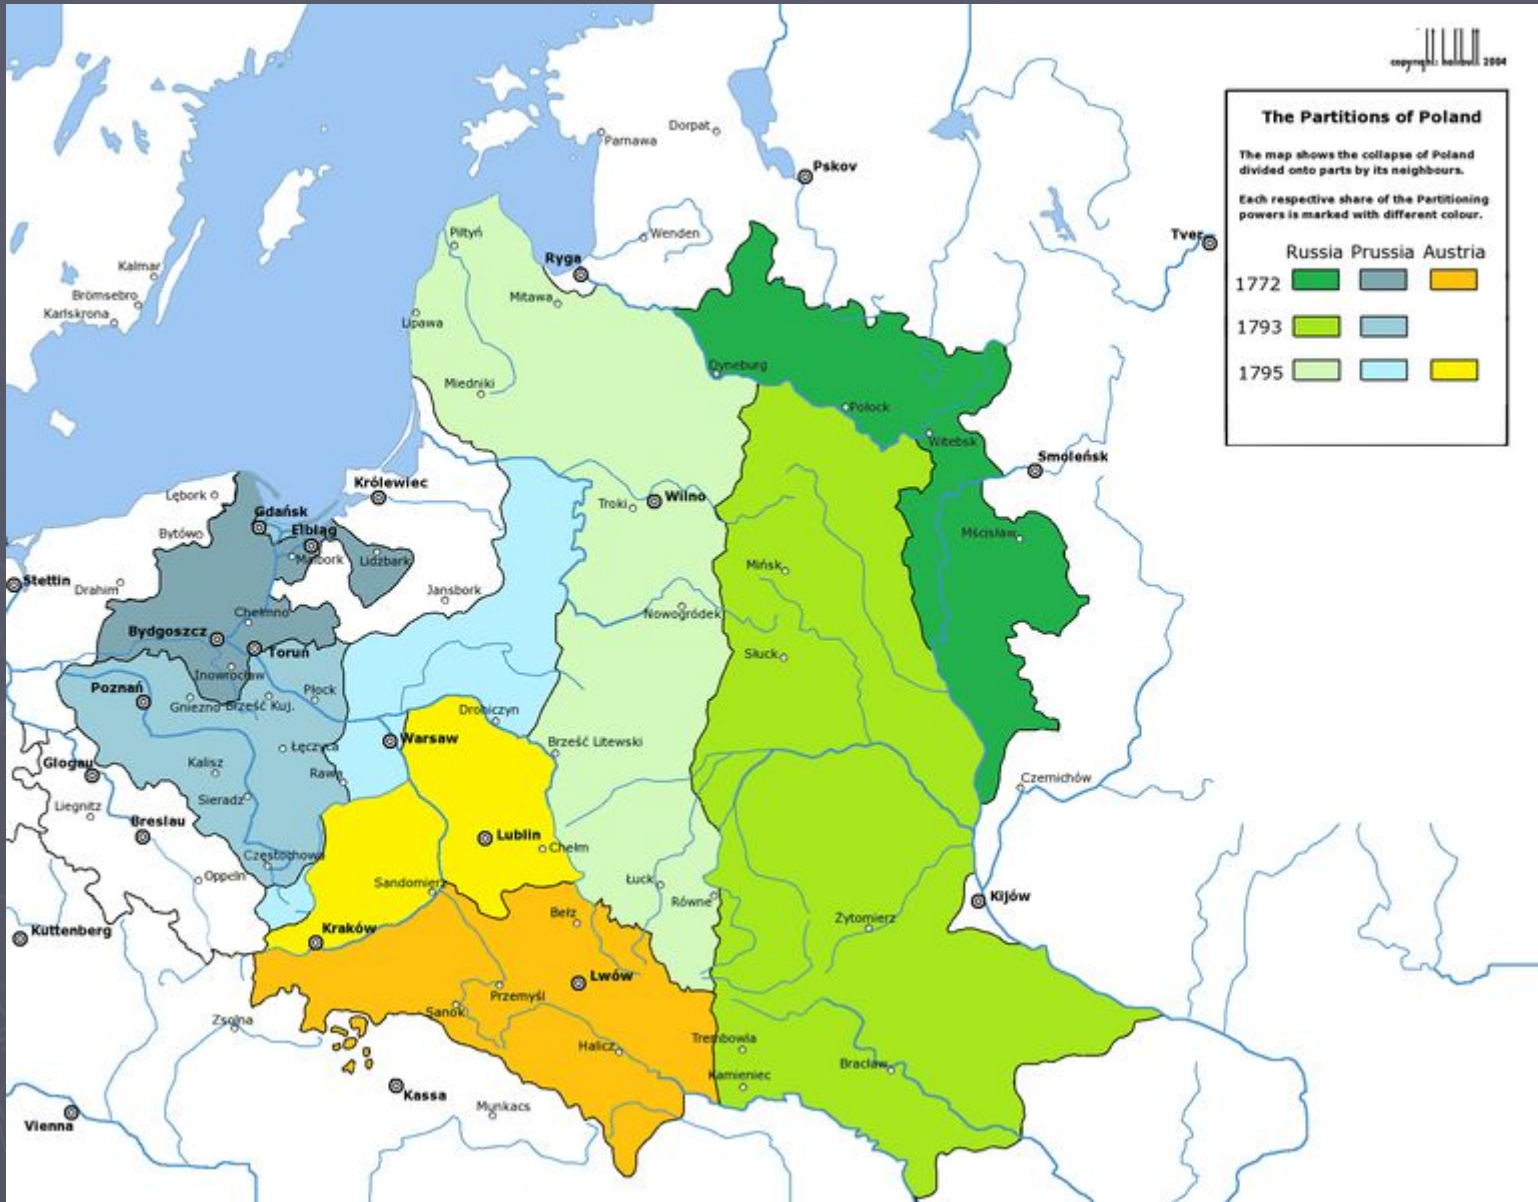 copyright: halibutt 2004
The Partitions of Poland
The map shows the collapse of Poland
divided onto parts by its neighbours.
Each respective share of the Partitioning
powers is marked with different colour.
Russia Prussia Austria
1772
1793
1795
Dorpat
Parnawa
Pskov
Piltyń
Wenden
Tver
Ryga
Kalmar
Mitawa
Brömsebro
Karlskrona
Lipawa
Dyneburg
Miedniki
Połock
Witebsk
Smoleńsk
Królewiec
Lębork
Wilno
Troki
Gdańsk
Elbląg
Bytów
Malbork
Lidzbark
Mścisław
Mińsk
Stettin
Drahim
Jansbork
Chełmno
Nowogródek
Bydgoszcz
Toruń
Słuck
Inowrocław
Poznań
Płock
Gniezno
Brześć Kuj.
Drohiczyn
Warsaw
Brześć Litewski
Łęczyca
Glogau
Kalisz
Rawa
Czernichów
Sieradz
Liegnitz
Breslau
Lublin
Chełm
Częstochowa
Oppeln
Sandomierz
Łuck
Równe
Kijów
Bełz
Żytomierz
Kuttenberg
Kraków
Lwów
Przemyśl
Sanok
Zsolna
Halicz
Trembowla
Bracław
Kamieniec
Kassa
Munkacs
Vienna